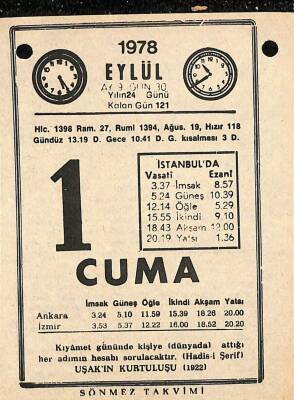 1978
EYLÜL
AY 9 GÜN 30
Yılın24 Günü
Kalan Gün 121
Hic. 1398 Ram. 27, Rumi 1394, Ağus. 19, Hızır 118
Gündüz 13.19 D. Gece 10.41 D. G. kısalması 3 D.
1
CUMA
İSTANBUL'DA
Vasati Ezanî
3.37 İmsak 8.57
5.24 Güneş 10.39
12.14 Öğle 5.29
15.55 İkindi 9.10
18.43 Akşam 12.00
20.19 Yatsı 1.36
İmsak Güneş Öğle İkindi Akşam Yatsı
Ankara 3.24 5.10 11.59 15.39 18.26 20.00
İzmir 3.53 5.37 12.22 16.00 18.52 20.20
Kıyâmet gününde kişiye (dünyada) attığı
her adımın hesabı sorulacaktır. (Hadis-i Şerif)
UŞAK'IN KURTULUŞU (1922)
SÖNMEZ TAKVİMİ